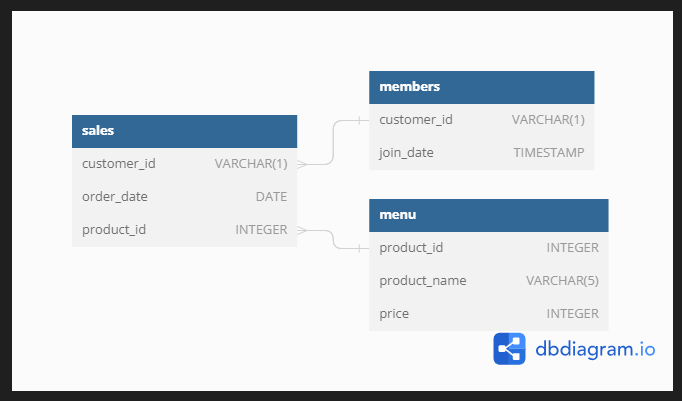 sales
customer_id VARCHAR(1)
order_date DATE
product_id INTEGER
members
customer_id VARCHAR(1)
join_date TIMESTAMP
menu
product_id INTEGER
product_name VARCHAR(5)
price INTEGER
dbdiagram.io